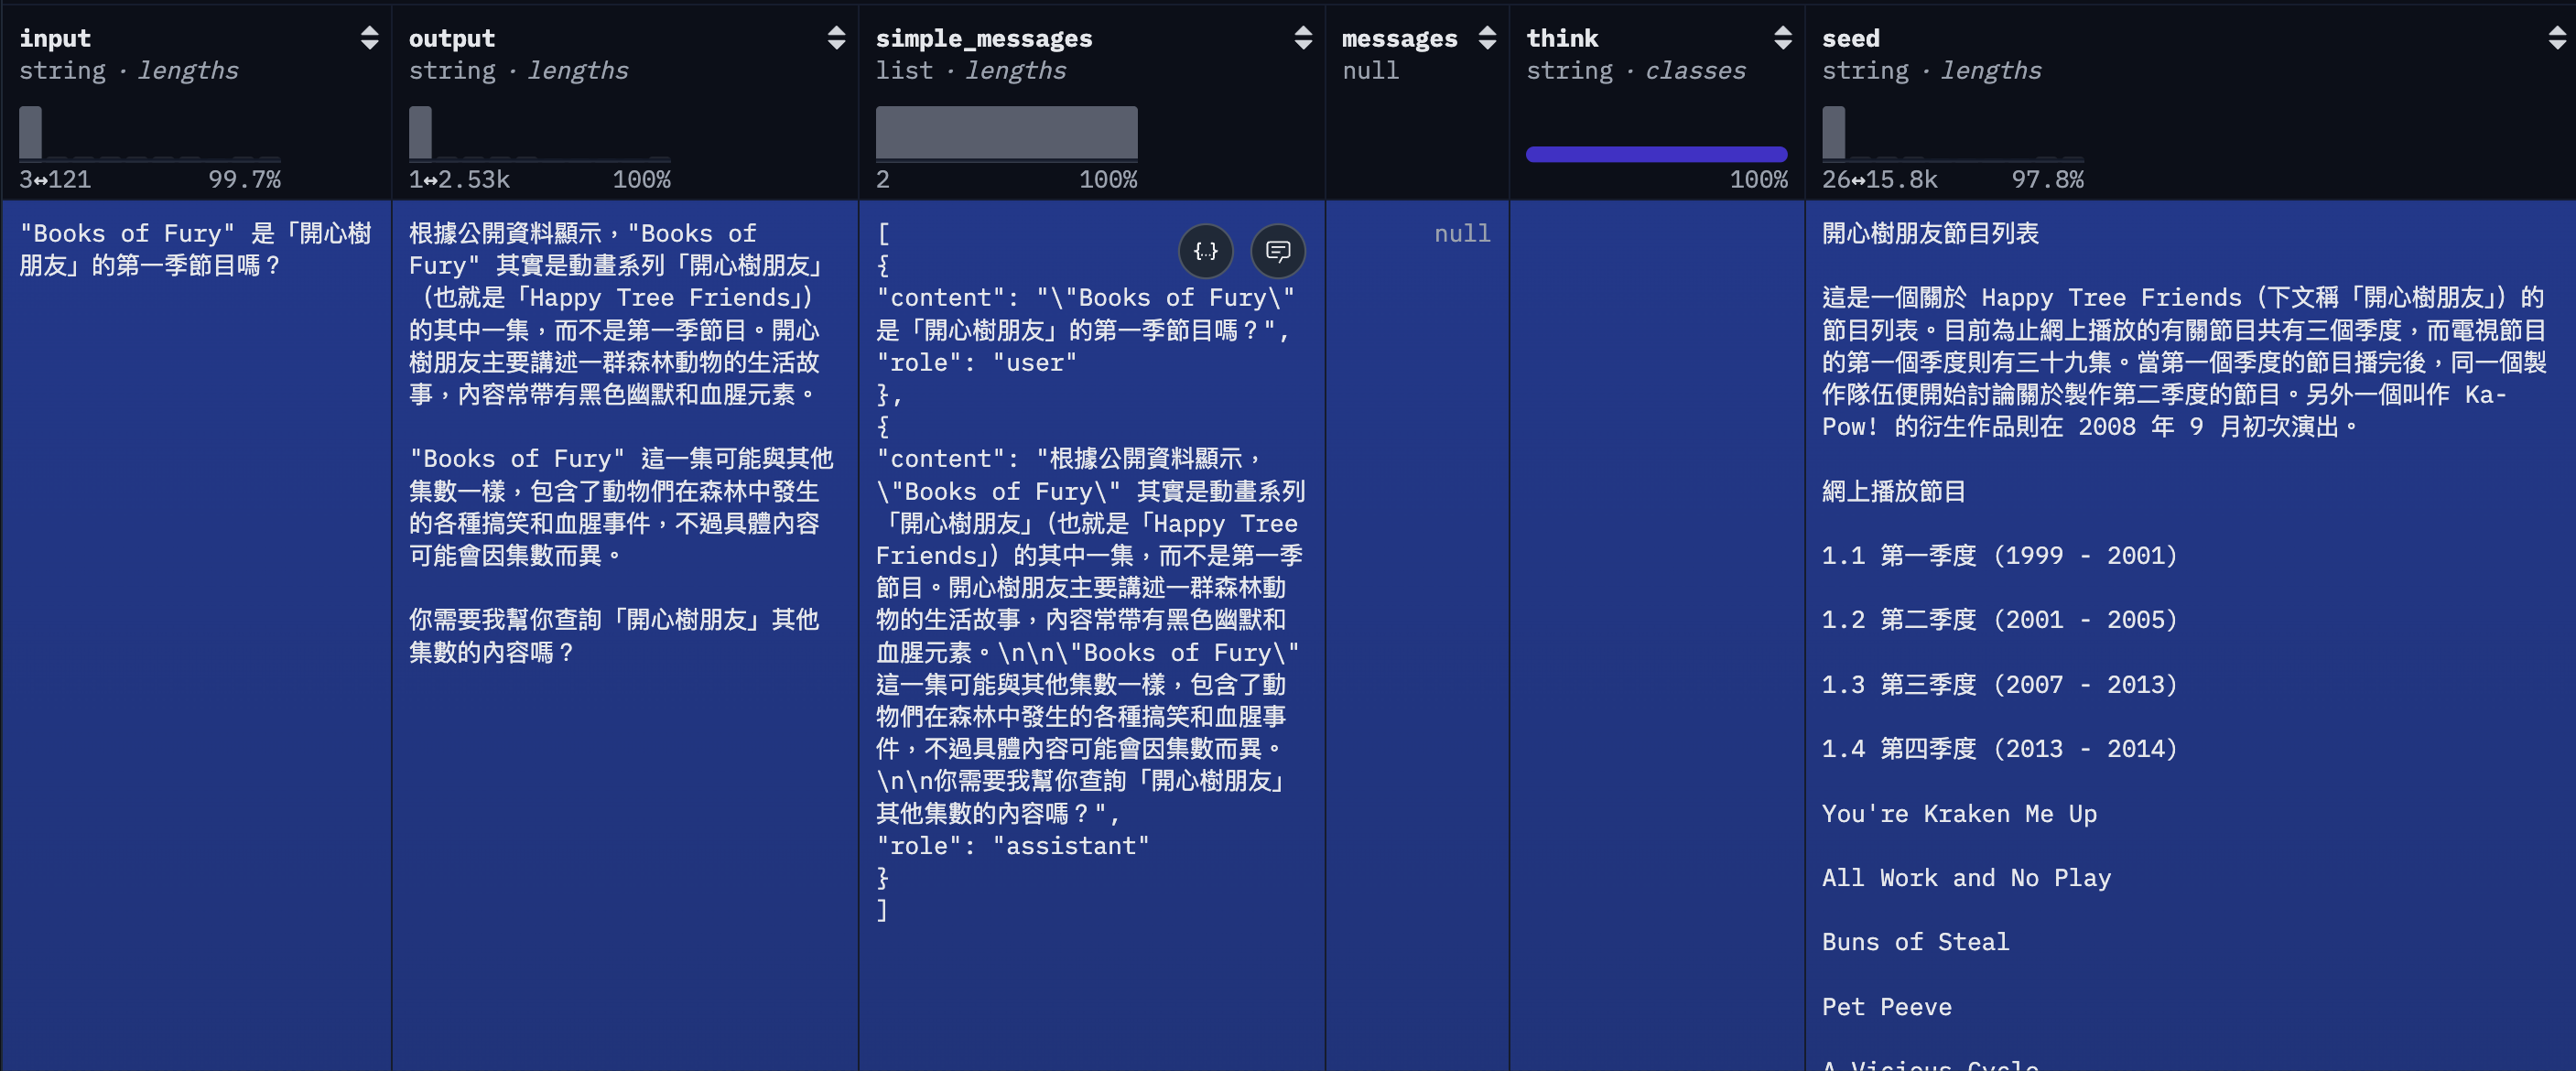 input
string · lengths
3↔121 99.7%
output
string · lengths
1↔2.53k 100%
simple_messages
list · lengths
2 100%
messages
null
think
string · classes
100%
seed
string · lengths
26↔15.8k 97.8%
"Books of Fury" 是「開心樹
朋友」的第一季節目嗎？
根據公開資料顯示，"Books of
Fury" 其實是動畫系列「開心樹朋友」
（也就是「Happy Tree Friends」）
的其中一集，而不是第一季節目。開心
樹朋友主要講述一群森林動物的生活故
事，內容常帶有黑色幽默和血腥元素。
"Books of Fury" 這一集可能與其他
集數一樣，包含了動物們在森林中發生
的各種搞笑和血腥事件，不過具體內容
可能會因集數而異。
你需要我幫你查詢「開心樹朋友」其他
集數的內容嗎？
[
{
"content": "\"Books of Fury\"
是「開心樹朋友」的第一季節目嗎？",
"role": "user"
},
{
"content": "根據公開資料顯示，
\"Books of Fury\" 其實是動畫系列
「開心樹朋友」（也就是「Happy Tree
Friends」）的其中一集，而不是第一季
節目。開心樹朋友主要講述一群森林動
物的生活故事，內容常帶有黑色幽默和
血腥元素。\n\n\"Books of Fury\"
這一集可能與其他集數一樣，包含了動
物們在森林中發生的各種搞笑和血腥事
件，不過具體內容可能會因集數而異。
\n\n你需要我幫你查詢「開心樹朋友」
其他集數的內容嗎？",
"role": "assistant"
}
]
null
開心樹朋友節目列表
這是一個關於 Happy Tree Friends（下文稱「開心樹朋友」）的
節目列表。目前為止網上播放的有關節目共有三個季度，而電視節目
的第一個季度則有三十九集。當第一個季度的節目播完後，同一個製
作隊伍便開始討論關於製作第二季度的節目。另外一個叫作 Ka-
Pow! 的衍生作品則在 2008 年 9 月初次演出。
網上播放節目
1.1 第一季度 (1999 - 2001)
1.2 第二季度 (2001 - 2005)
1.3 第三季度 (2007 - 2013)
1.4 第四季度 (2013 - 2014)
You're Kraken Me Up
All Work and No Play
Buns of Steal
Pet Peeve
A Vicious Cycle